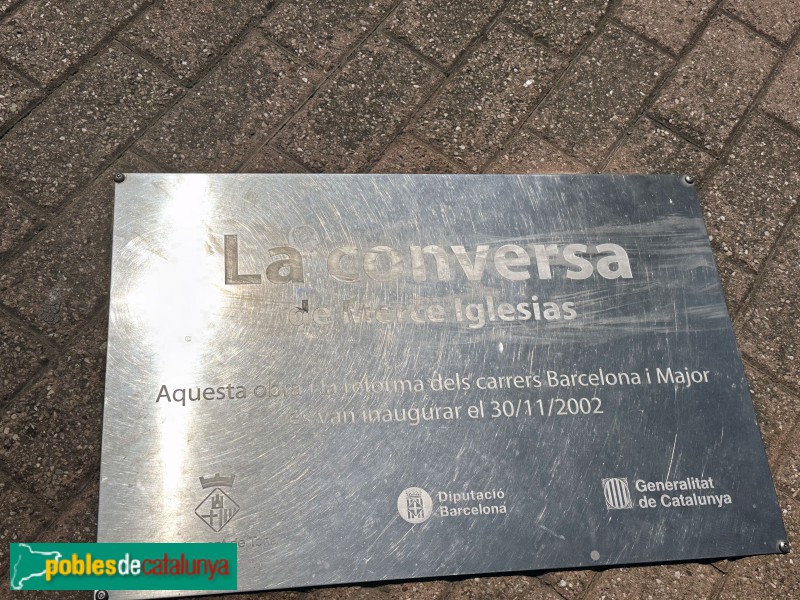 La conversa
de Mercè Iglesias
Aquesta obra i la reforma dels carrers Barcelona i Major
es van inaugurar el 30/11/2002
Diputació
Barcelona
Generalitat
de Catalunya
poblesdecatalunya